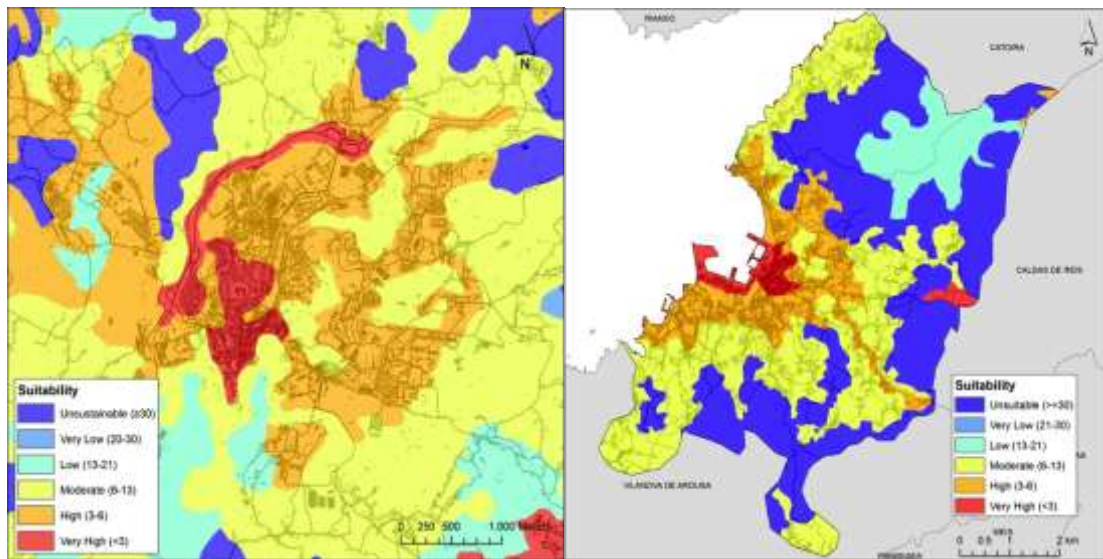 N
Suitability
Unsustainable (≥30)
Very Low (20-30)
Low (13-21)
Moderate (6-13)
High (3-6)
Very High (<3)
0 250 500 1.000 Meters
RIANXO
CATOIRA
N
CALDAS DE REIS
VILANOVA DE AROUSA
Suitability
Unsuitable (>=30)
Very Low (21-30)
Low (13-21)
Moderate (6-13)
High (3-6)
Very High (<3)
0 0.5 1 2 km